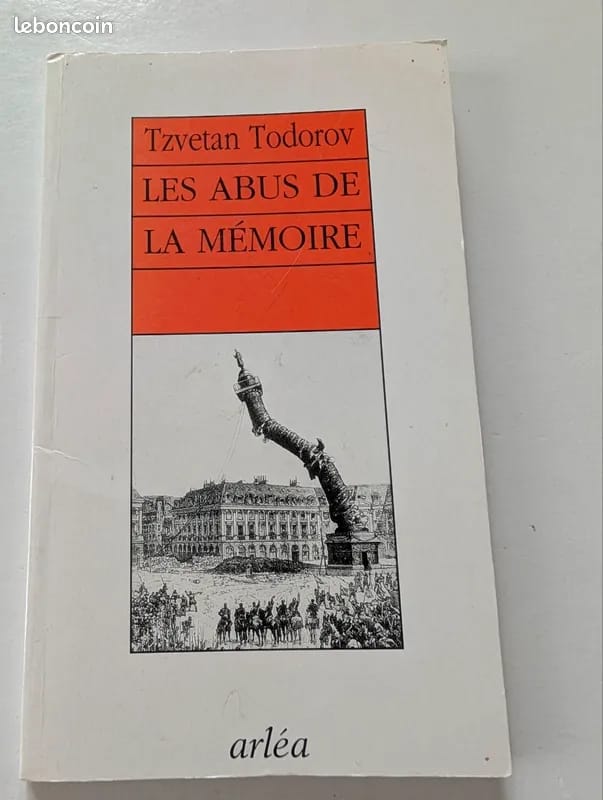 leboncoin
Tzvetan Todorov
LES ABUS DE
LA MÉMOIRE
arléa